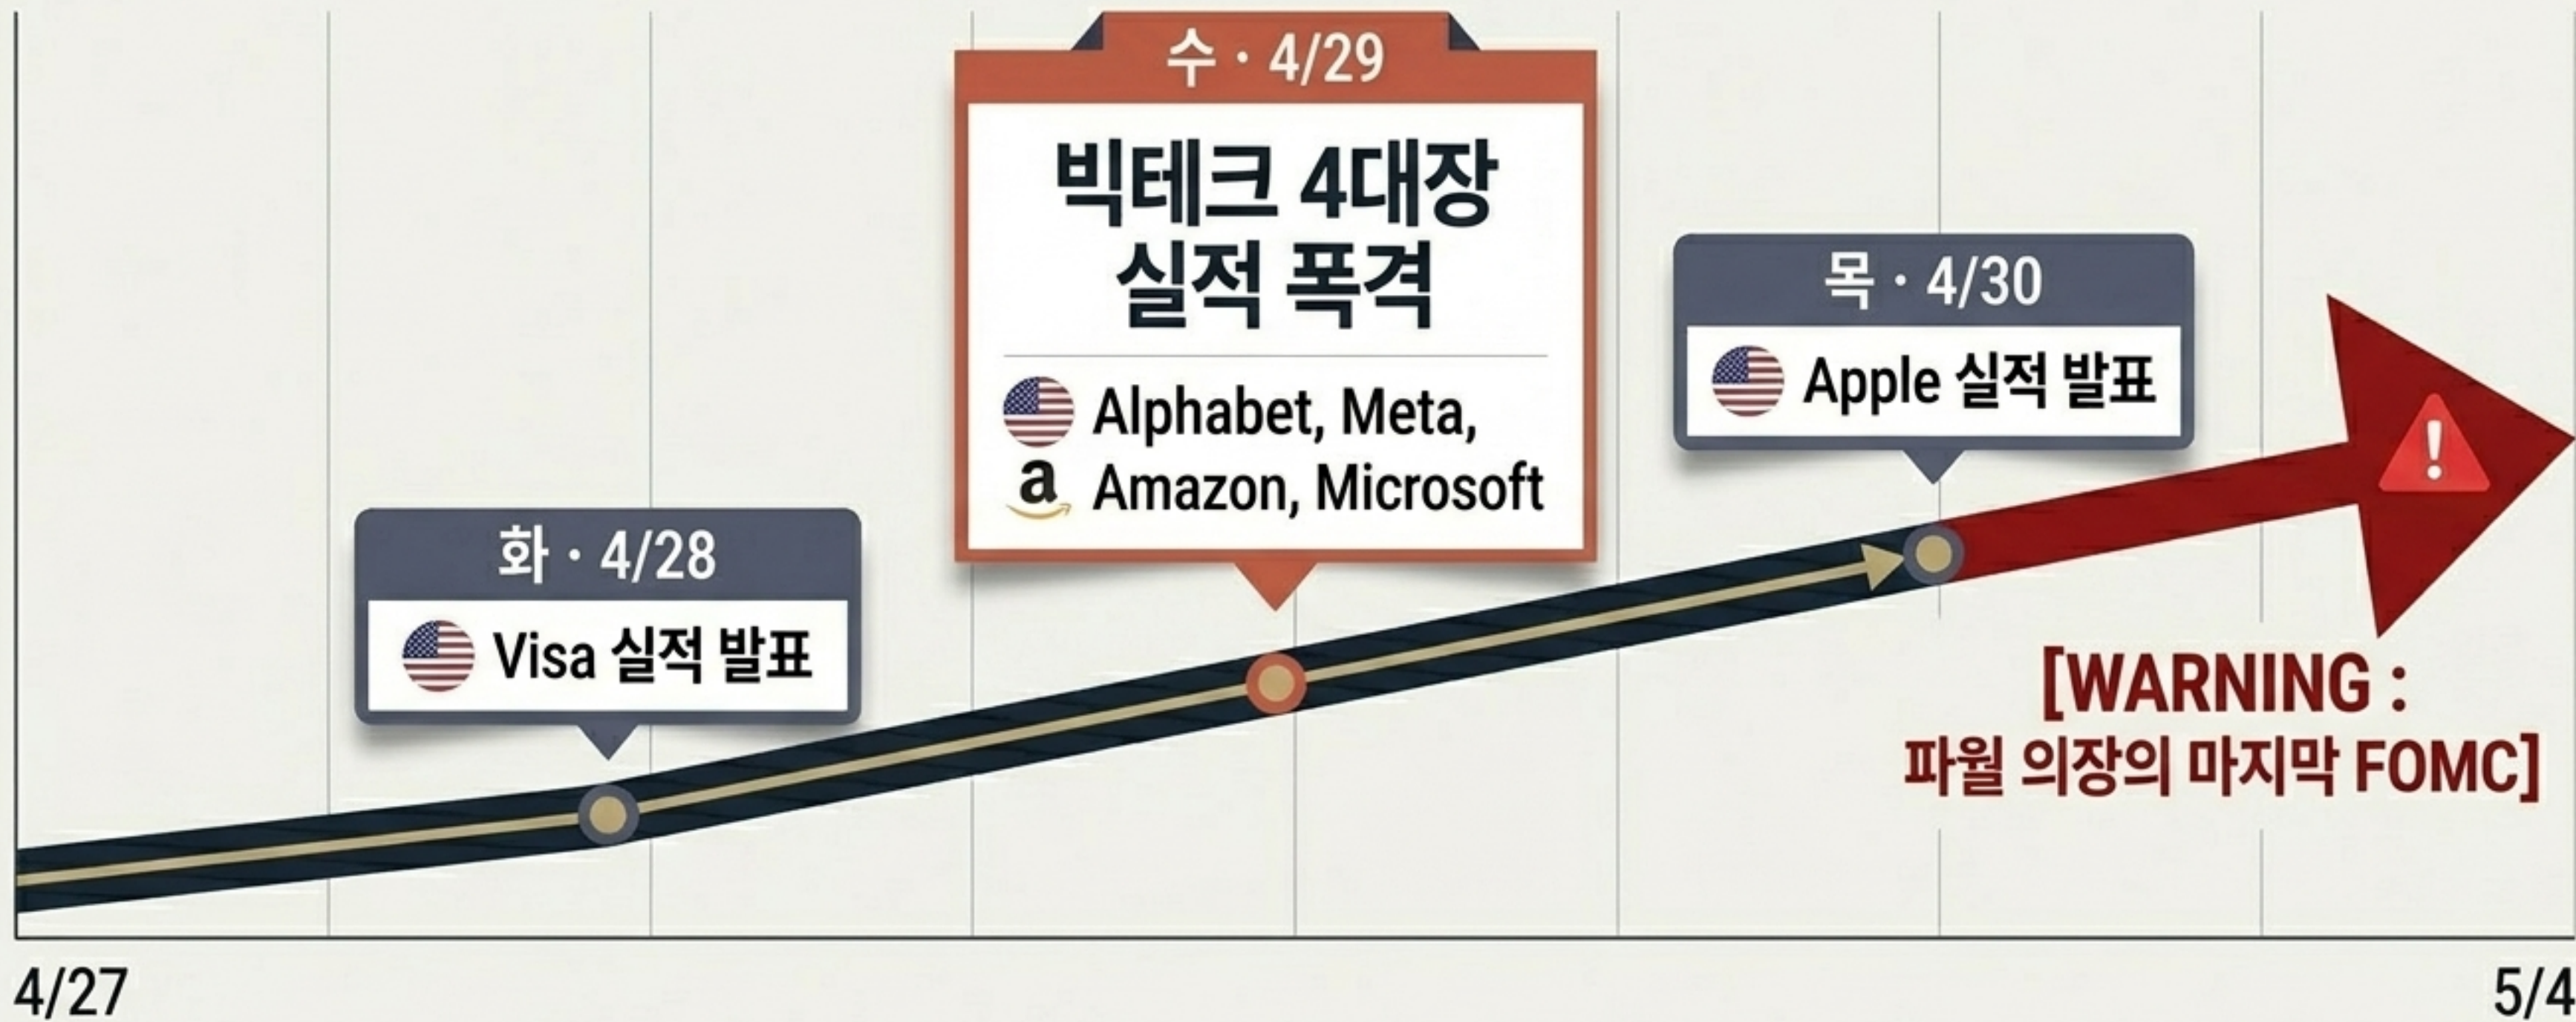 수 · 4/29
빅테크 4대장
실적 폭격
Alphabet, Meta,
a Amazon, Microsoft
목 · 4/30
Apple 실적 발표
화 · 4/28
Visa 실적 발표
[WARNING :
파월 의장의 마지막 FOMC]
4/27
5/4